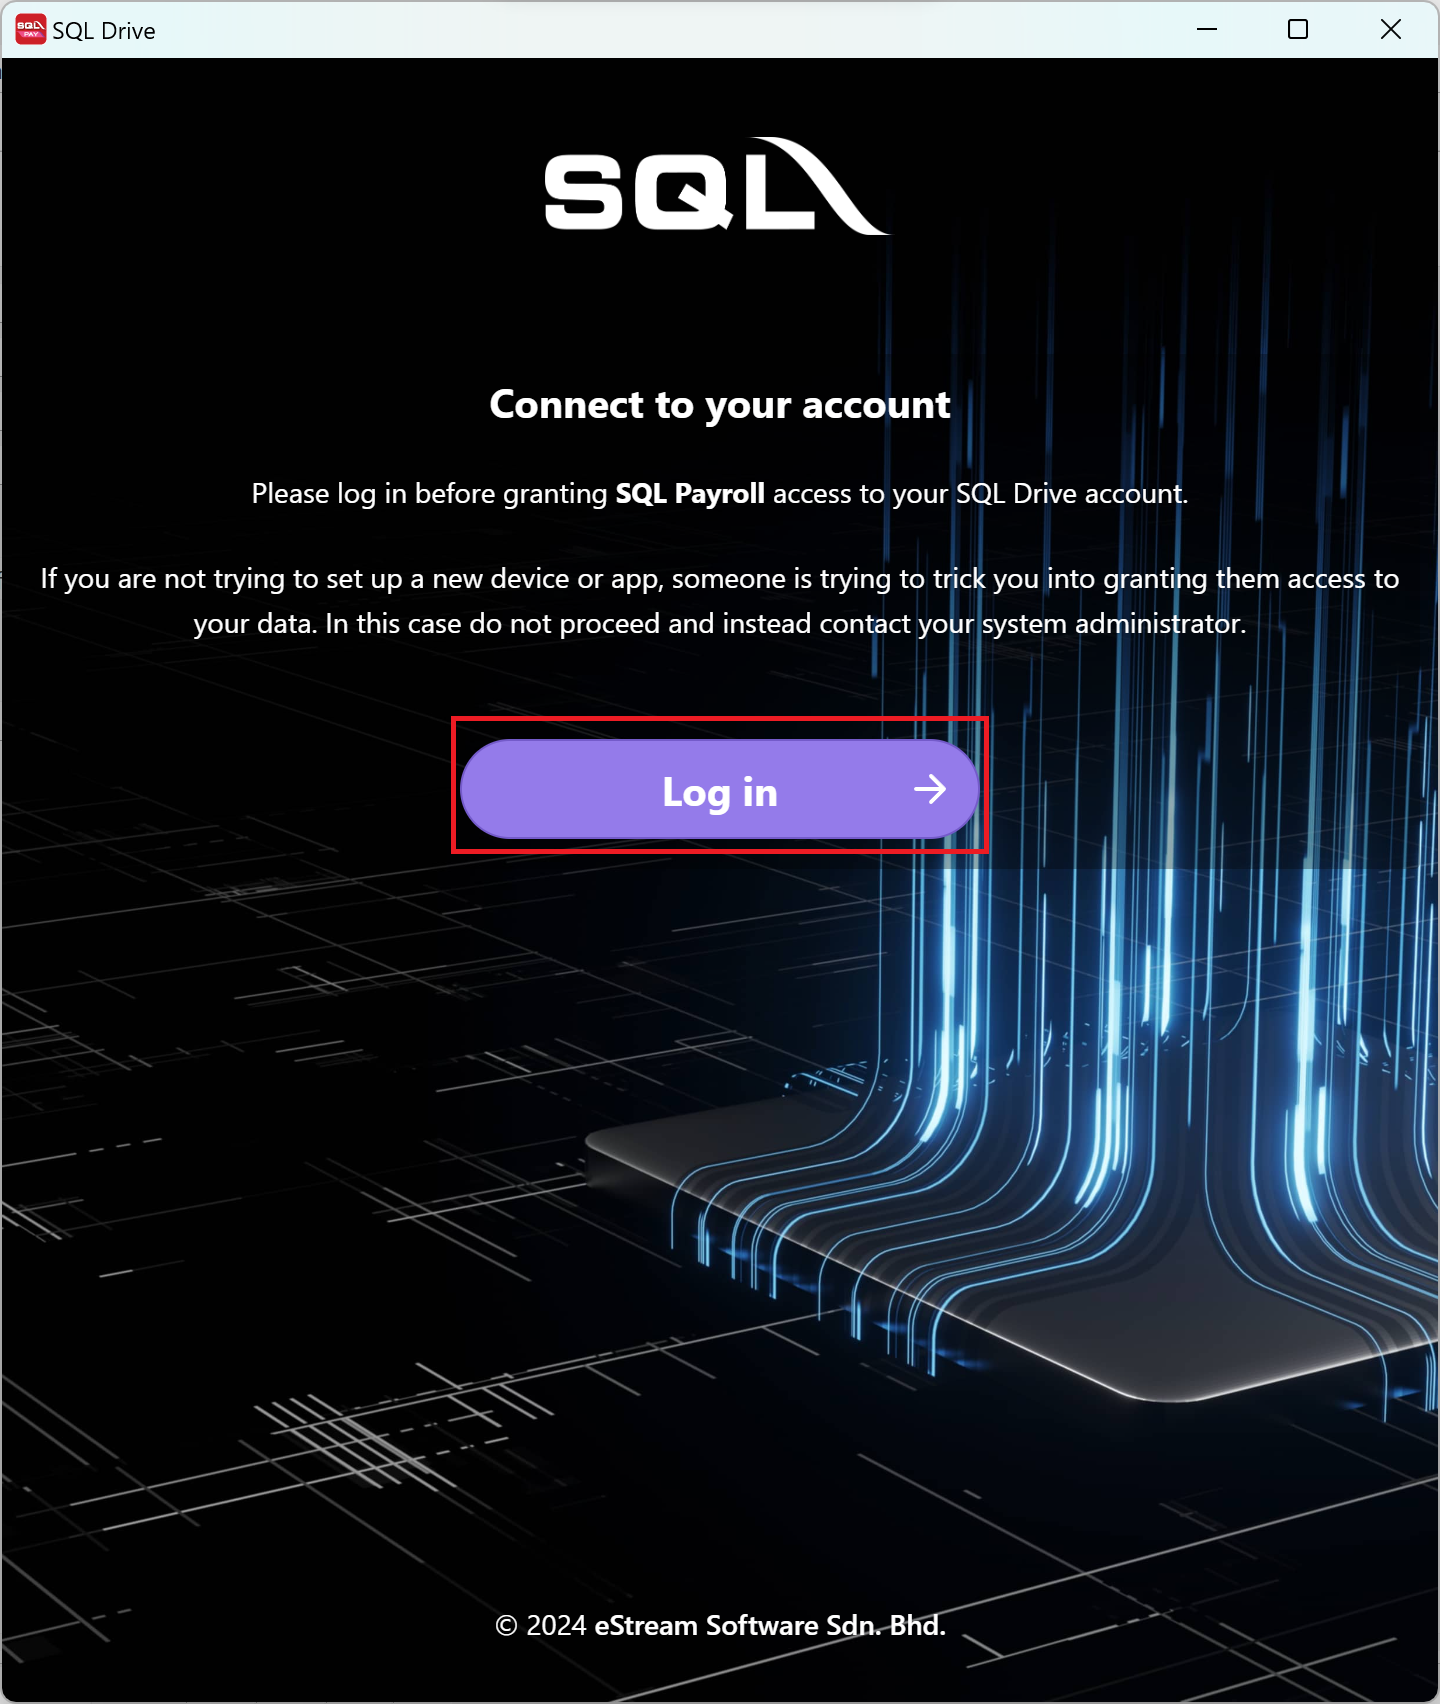 SQL PAY SQL Drive
SQL
Connect to your account
Please log in before granting SQL Payroll access to your SQL Drive account.
If you are not trying to set up a new device or app, someone is trying to trick you into granting them access to
your data. In this case do not proceed and instead contact your system administrator.
Log in
© 2024 eStream Software Sdn. Bhd.